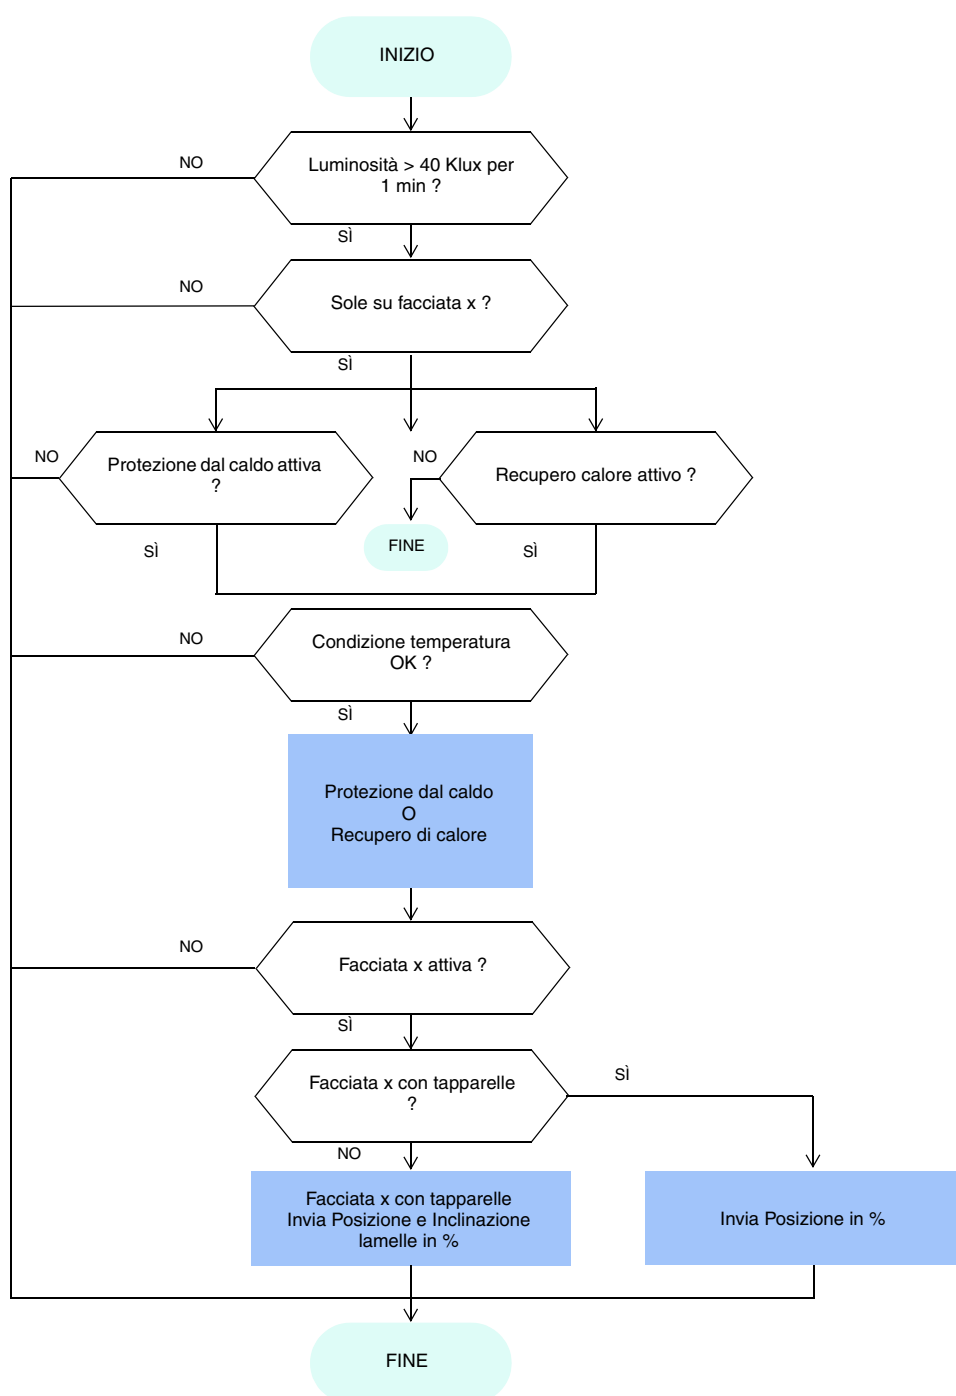 INIZIO
NO
Luminosità > 40 Klux per
1 min ?
SÌ
NO
Sole su facciata x ?
SÌ
NO
Protezione dal caldo attiva
?
NO
Recupero calore attivo ?
SÌ
FINE
SÌ
NO
Condizione temperatura
OK ?
SÌ
Protezione dal caldo
O
Recupero di calore
NO
Facciata x attiva ?
SÌ
Facciata x con tapparelle
?
SÌ
NO
Facciata x con tapparelle
Invia Posizione e Inclinazione
lamelle in %
Invia Posizione in %
FINE